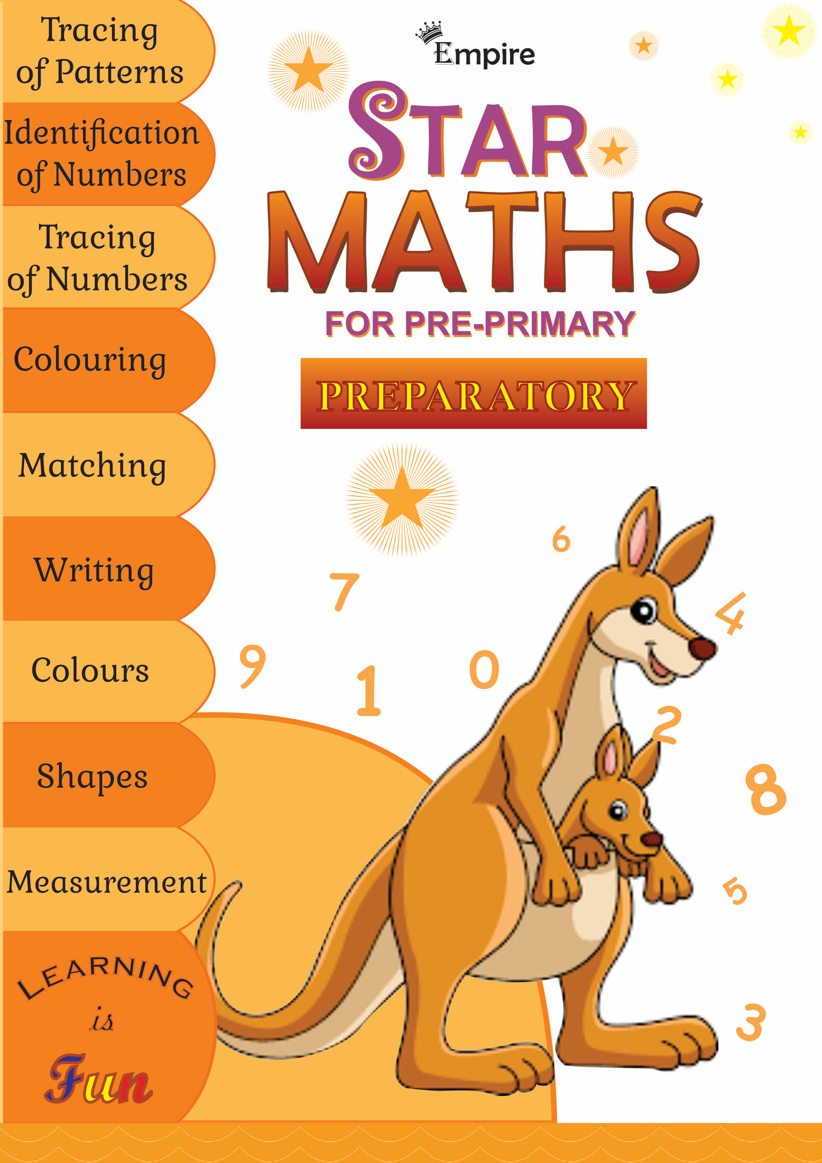 Tracing
of Patterns
Identification
of Numbers
Tracing
of Numbers
Colouring
Matching
Writing
Colours
Shapes
Measurement
LEARNING
is
Fun
Empire
STAR
MATHS
FOR PRE-PRIMARY
PREPARATORY
6
7
4
9
1
0
2
8
5
3